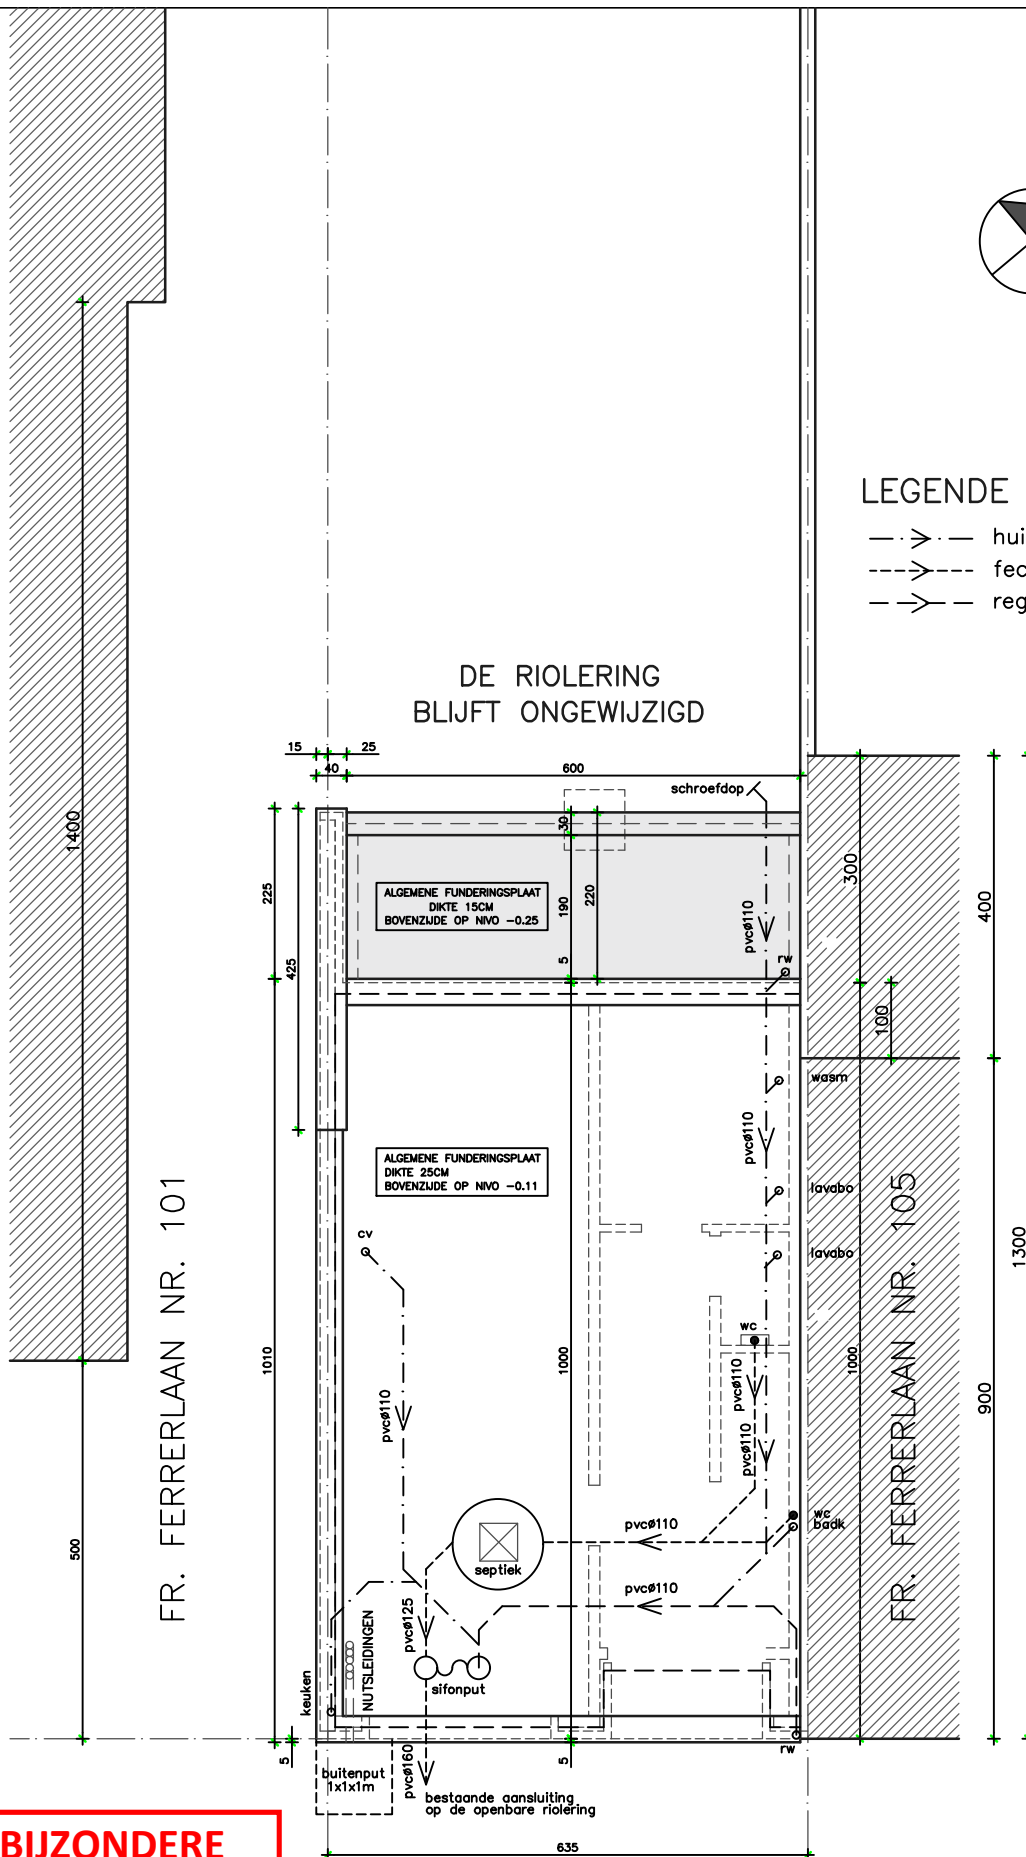 LEGENDE
hui
fec
reg
DE RIOLERING
BLIJFT ONGEWIJZIGD
15
25
40
600
schroefdop
1400
225
425
30
190
220
5
300
400
100
ALGEMENE FUNDERINGSPLAAT
DIKTE 15CM
BOVENZIJDE OP NIVO -0.25
pvcø110
rw
wasm
pvcø110
lavabo
lavabo
ALGEMENE FUNDERINGSPLAAT
DIKTE 25CM
BOVENZIJDE OP NIVO -0.11
FR. FERRERLAAN NR. 101
FR. FERRERLAAN NR. 105
cv
wc
1010
1000
1000
1300
900
500
pvcø110
pvcø110
pvcø110
pvcø110
wc
badk
septiek
pvcø110
pvcø125
NUTSLEIDINGEN
sifonput
keuken
rw
5
5
buitenput
1x1x1m
pvcø160
bestaande aansluiting
op de openbare riolering
BIJZONDERE
635